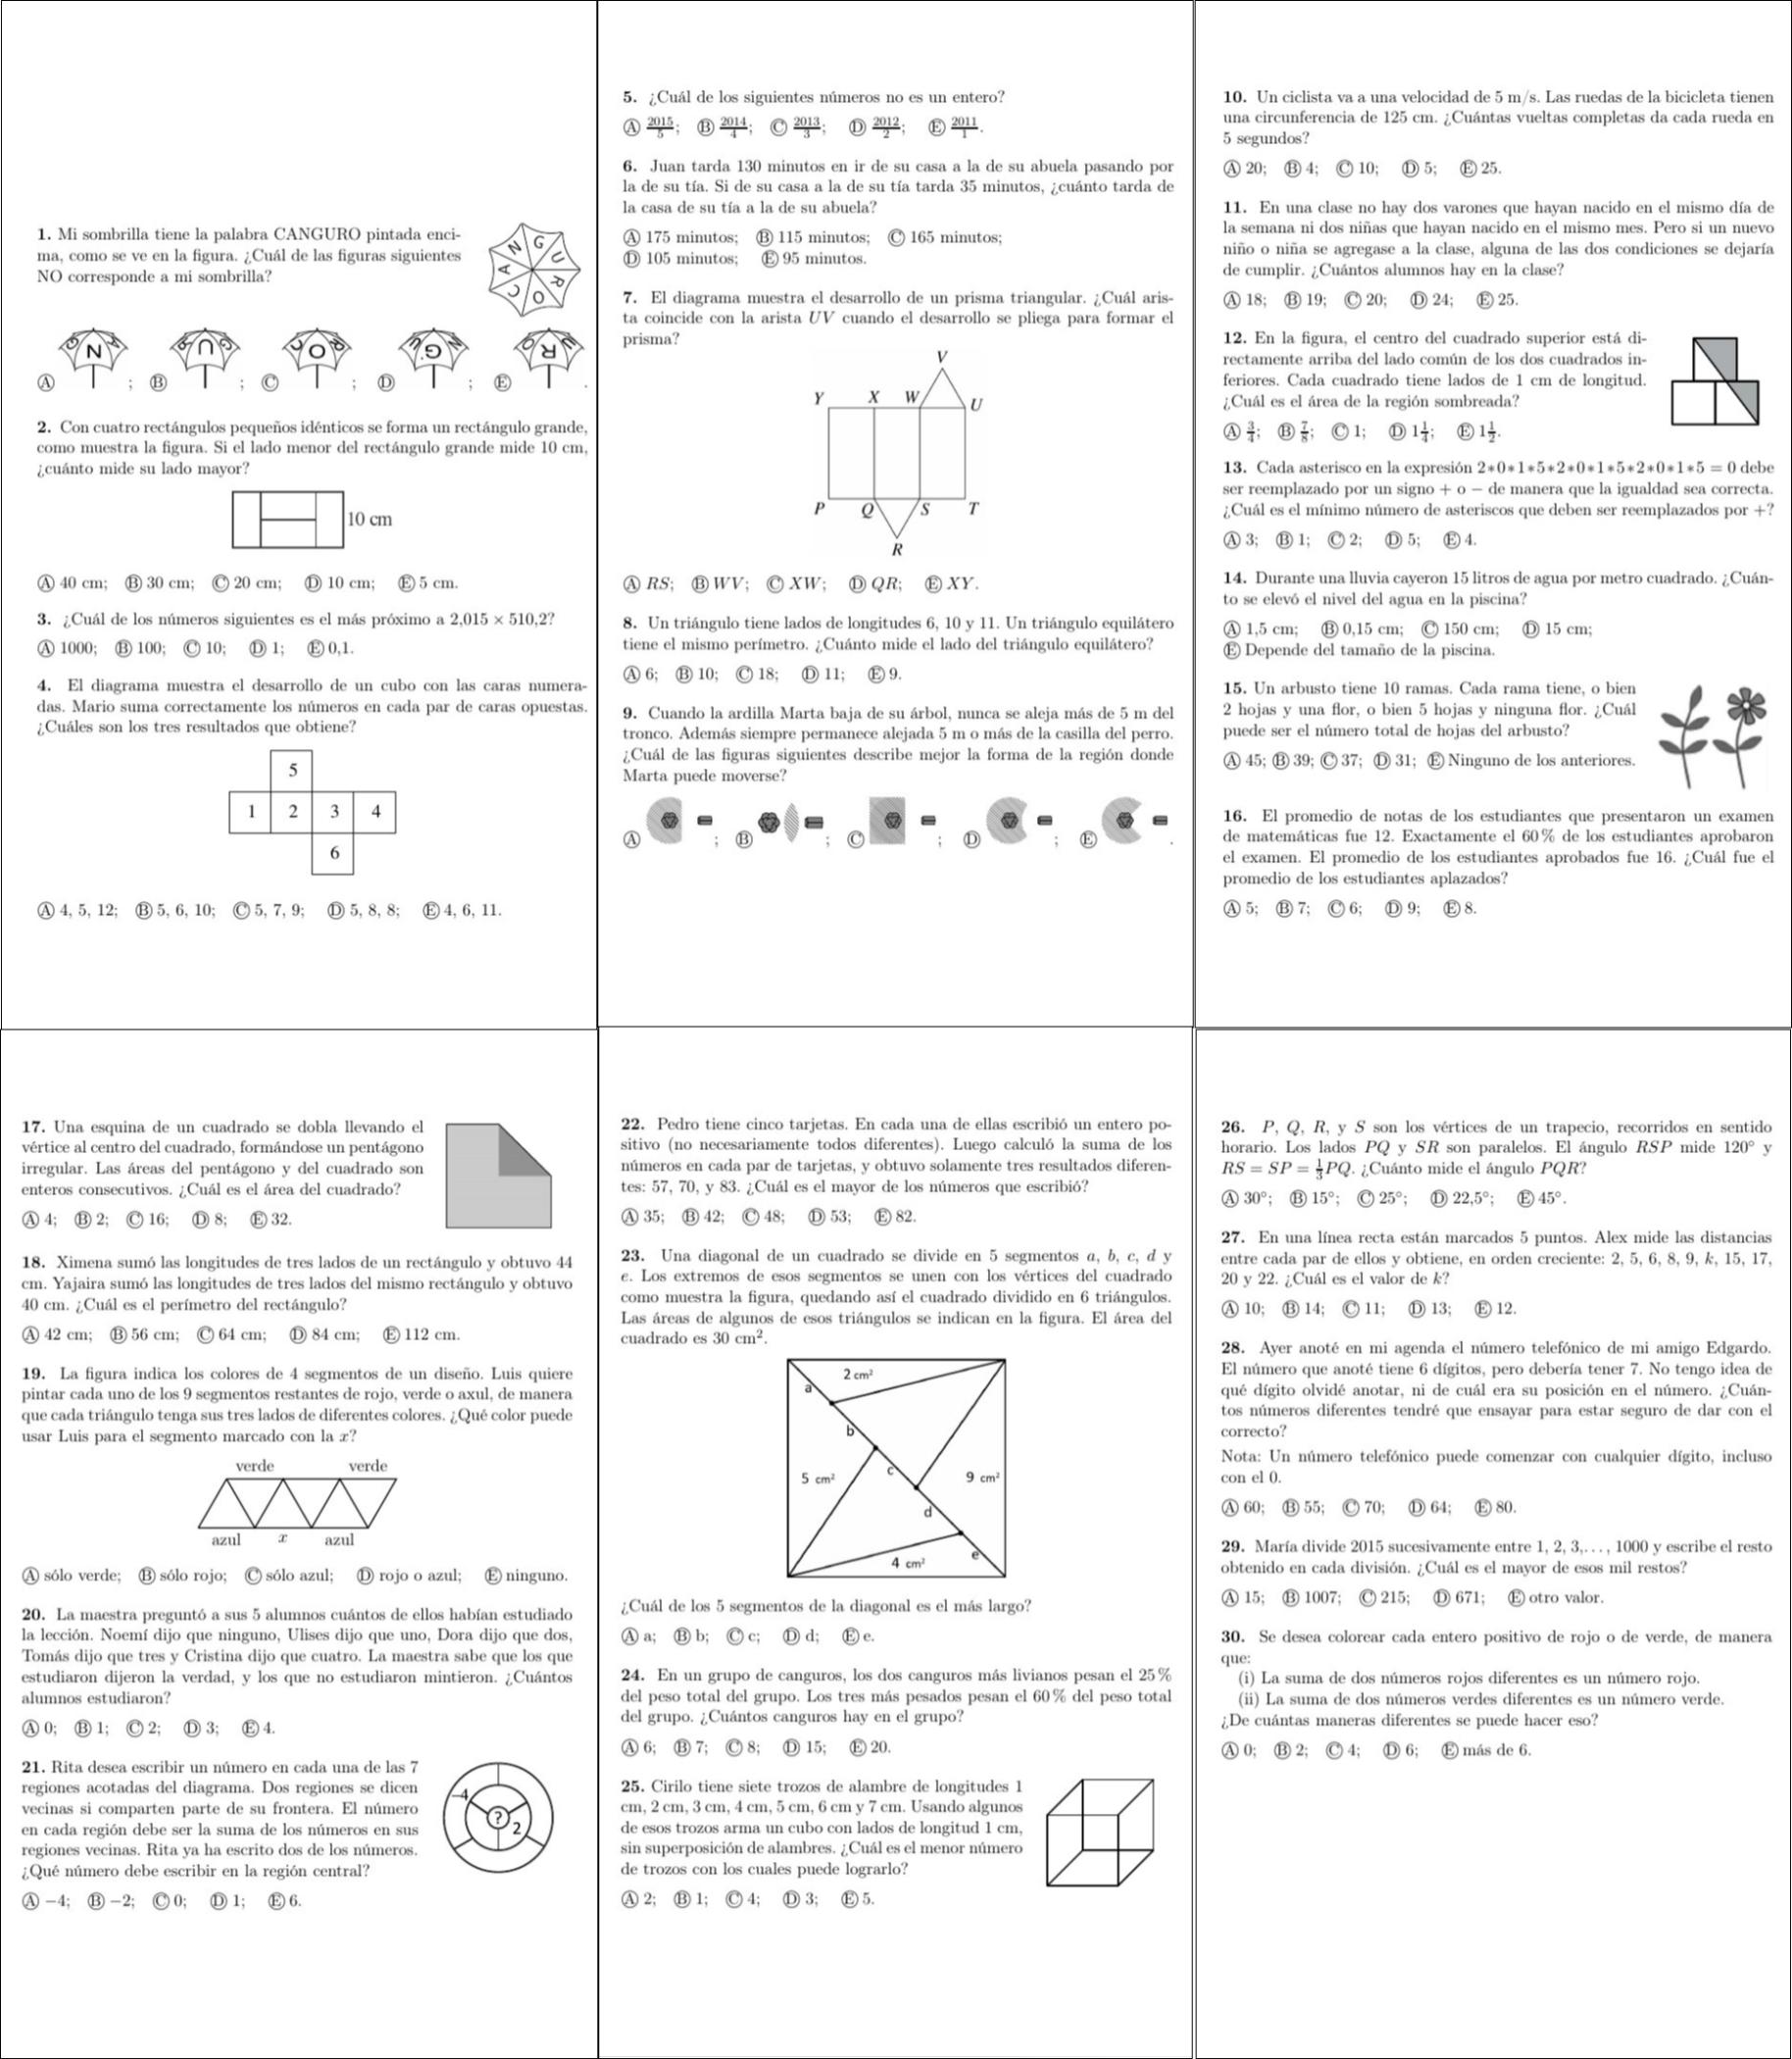 1. Mi sombrilla tiene la palabra CANGURO pintada enci-
ma, como se ve en la figura. ¿Cuál de las figuras siguientes
NO corresponde a mi sombrilla?
C A N G U R O
Ⓐ N ; Ⓑ U ; Ⓒ O ; Ⓓ G ; Ⓔ R .
2. Con cuatro rectángulos pequeños idénticos se forma un rectángulo grande,
como muestra la figura. Si el lado menor del rectángulo grande mide 10 cm,
¿cuánto mide su lado mayor?
10 cm
Ⓐ 40 cm; Ⓑ 30 cm; Ⓒ 20 cm; Ⓓ 10 cm; Ⓔ 5 cm.
3. ¿Cuál de los números siguientes es el más próximo a 2,015 × 510,2?
Ⓐ 1000; Ⓑ 100; Ⓒ 10; Ⓓ 1; Ⓔ 0,1.
4. El diagrama muestra el desarrollo de un cubo con las caras numera-
das. Mario suma correctamente los números en cada par de caras opuestas.
¿Cuáles son los tres resultados que obtiene?
5
1 2 3 4
6
Ⓐ 4, 5, 12; Ⓑ 5, 6, 10; Ⓒ 5, 7, 9; Ⓓ 5, 8, 8; Ⓔ 4, 6, 11.
5. ¿Cuál de los siguientes números no es un entero?
Ⓐ 2015/5; Ⓑ 2014/4; Ⓒ 2013/3; Ⓓ 2012/2; Ⓔ 2011/1.
6. Juan tarda 130 minutos en ir de su casa a la de su abuela pasando por
la de su tía. Si de su casa a la de su tía tarda 35 minutos, ¿cuánto tarda de
la casa de su tía a la de su abuela?
Ⓐ 175 minutos; Ⓑ 115 minutos; Ⓒ 165 minutos;
Ⓓ 105 minutos; Ⓔ 95 minutos.
7. El diagrama muestra el desarrollo de un prisma triangular. ¿Cuál aris-
ta coincide con la arista UV cuando el desarrollo se pliega para formar el
prisma?
V
Y X W U
P Q S T
R
Ⓐ RS; Ⓑ WV; Ⓒ XW; Ⓓ QR; Ⓔ XY.
8. Un triángulo tiene lados de longitudes 6, 10 y 11. Un triángulo equilátero
tiene el mismo perímetro. ¿Cuánto mide el lado del triángulo equilátero?
Ⓐ 6; Ⓑ 10; Ⓒ 18; Ⓓ 11; Ⓔ 9.
9. Cuando la ardilla Marta baja de su árbol, nunca se aleja más de 5 m del
tronco. Además siempre permanece alejada 5 m o más de la casilla del perro.
¿Cuál de las figuras siguientes describe mejor la forma de la región donde
Marta puede moverse?
Ⓐ ; Ⓑ ; Ⓒ ; Ⓓ ; Ⓔ .
10. Un ciclista va a una velocidad de 5 m/s. Las ruedas de la bicicleta tienen
una circunferencia de 125 cm. ¿Cuántas vueltas completas da cada rueda en
5 segundos?
Ⓐ 20; Ⓑ 4; Ⓒ 10; Ⓓ 5; Ⓔ 25.
11. En una clase no hay dos varones que hayan nacido en el mismo día de
la semana ni dos niñas que hayan nacido en el mismo mes. Pero si un nuevo
niño o niña se agregase a la clase, alguna de las dos condiciones se dejaría
de cumplir. ¿Cuántos alumnos hay en la clase?
Ⓐ 18; Ⓑ 19; Ⓒ 20; Ⓓ 24; Ⓔ 25.
12. En la figura, el centro del cuadrado superior está di-
rectamente arriba del lado común de los dos cuadrados in-
feriores. Cada cuadrado tiene lados de 1 cm de longitud.
¿Cuál es el área de la región sombreada?
Ⓐ 3/4; Ⓑ 7/8; Ⓒ 1; Ⓓ 1 1/4; Ⓔ 1 1/2.
13. Cada asterisco en la expresión 2∗0∗1∗5∗2∗0∗1∗5∗2∗0∗1∗5 = 0 debe
ser reemplazado por un signo + o − de manera que la igualdad sea correcta.
¿Cuál es el mínimo número de asteriscos que deben ser reemplazados por +?
Ⓐ 3; Ⓑ 1; Ⓒ 2; Ⓓ 5; Ⓔ 4.
14. Durante una lluvia cayeron 15 litros de agua por metro cuadrado. ¿Cuán-
to se elevó el nivel del agua en la piscina?
Ⓐ 1,5 cm; Ⓑ 0,15 cm; Ⓒ 150 cm; Ⓓ 15 cm;
Ⓔ Depende del tamaño de la piscina.
15. Un arbusto tiene 10 ramas. Cada rama tiene, o bien
2 hojas y una flor, o bien 5 hojas y ninguna flor. ¿Cuál
puede ser el número total de hojas del arbusto?
Ⓐ 45; Ⓑ 39; Ⓒ 37; Ⓓ 31; Ⓔ Ninguno de los anteriores.
16. El promedio de notas de los estudiantes que presentaron un examen
de matemáticas fue 12. Exactamente el 60 % de los estudiantes aprobaron
el examen. El promedio de los estudiantes aprobados fue 16. ¿Cuál fue el
promedio de los estudiantes aplazados?
Ⓐ 5; Ⓑ 7; Ⓒ 6; Ⓓ 9; Ⓔ 8.
17. Una esquina de un cuadrado se dobla llevando el
vértice al centro del cuadrado, formándose un pentágono
irregular. Las áreas del pentágono y del cuadrado son
enteros consecutivos. ¿Cuál es el área del cuadrado?
Ⓐ 4; Ⓑ 2; Ⓒ 16; Ⓓ 8; Ⓔ 32.
18. Ximena sumó las longitudes de tres lados de un rectángulo y obtuvo 44
cm. Yajaira sumó las longitudes de tres lados del mismo rectángulo y obtuvo
40 cm. ¿Cuál es el perímetro del rectángulo?
Ⓐ 42 cm; Ⓑ 56 cm; Ⓒ 64 cm; Ⓓ 84 cm; Ⓔ 112 cm.
19. La figura indica los colores de 4 segmentos de un diseño. Luis quiere
pintar cada uno de los 9 segmentos restantes de rojo, verde o axul, de manera
que cada triángulo tenga sus tres lados de diferentes colores. ¿Qué color puede
usar Luis para el segmento marcado con la x?
verde verde
azul x azul
Ⓐ sólo verde; Ⓑ sólo rojo; Ⓒ sólo azul; Ⓓ rojo o azul; Ⓔ ninguno.
20. La maestra preguntó a sus 5 alumnos cuántos de ellos habían estudiado
la lección. Noemí dijo que ninguno, Ulises dijo que uno, Dora dijo que dos,
Tomás dijo que tres y Cristina dijo que cuatro. La maestra sabe que los que
estudiaron dijeron la verdad, y los que no estudiaron mintieron. ¿Cuántos
alumnos estudiaron?
Ⓐ 0; Ⓑ 1; Ⓒ 2; Ⓓ 3; Ⓔ 4.
21. Rita desea escribir un número en cada una de las 7
regiones acotadas del diagrama. Dos regiones se dicen
vecinas si comparten parte de su frontera. El número
en cada región debe ser la suma de los números en sus
regiones vecinas. Rita ya ha escrito dos de los números.
¿Qué número debe escribir en la región central?
−4
?
2
Ⓐ −4; Ⓑ −2; Ⓒ 0; Ⓓ 1; Ⓔ 6.
22. Pedro tiene cinco tarjetas. En cada una de ellas escribió un entero po-
sitivo (no necesariamente todos diferentes). Luego calculó la suma de los
números en cada par de tarjetas, y obtuvo solamente tres resultados diferen-
tes: 57, 70, y 83. ¿Cuál es el mayor de los números que escribió?
Ⓐ 35; Ⓑ 42; Ⓒ 48; Ⓓ 53; Ⓔ 82.
23. Una diagonal de un cuadrado se divide en 5 segmentos a, b, c, d y
e. Los extremos de esos segmentos se unen con los vértices del cuadrado
como muestra la figura, quedando así el cuadrado dividido en 6 triángulos.
Las áreas de algunos de esos triángulos se indican en la figura. El área del
cuadrado es 30 cm².
2 cm²
a
b
5 cm² c 9 cm²
d
4 cm² e
¿Cuál de los 5 segmentos de la diagonal es el más largo?
Ⓐ a; Ⓑ b; Ⓒ c; Ⓓ d; Ⓔ e.
24. En un grupo de canguros, los dos canguros más livianos pesan el 25 %
del peso total del grupo. Los tres más pesados pesan el 60 % del peso total
del grupo. ¿Cuántos canguros hay en el grupo?
Ⓐ 6; Ⓑ 7; Ⓒ 8; Ⓓ 15; Ⓔ 20.
25. Cirilo tiene siete trozos de alambre de longitudes 1
cm, 2 cm, 3 cm, 4 cm, 5 cm, 6 cm y 7 cm. Usando algunos
de esos trozos arma un cubo con lados de longitud 1 cm,
sin superposición de alambres. ¿Cuál es el menor número
de trozos con los cuales puede lograrlo?
Ⓐ 2; Ⓑ 1; Ⓒ 4; Ⓓ 3; Ⓔ 5.
26. P, Q, R, y S son los vértices de un trapecio, recorridos en sentido
horario. Los lados PQ y SR son paralelos. El ángulo RSP mide 120° y
RS = SP = 1/3 PQ. ¿Cuánto mide el ángulo PQR?
Ⓐ 30°; Ⓑ 15°; Ⓒ 25°; Ⓓ 22,5°; Ⓔ 45°.
27. En una línea recta están marcados 5 puntos. Alex mide las distancias
entre cada par de ellos y obtiene, en orden creciente: 2, 5, 6, 8, 9, k, 15, 17,
20 y 22. ¿Cuál es el valor de k?
Ⓐ 10; Ⓑ 14; Ⓒ 11; Ⓓ 13; Ⓔ 12.
28. Ayer anoté en mi agenda el número telefónico de mi amigo Edgardo.
El número que anoté tiene 6 dígitos, pero debería tener 7. No tengo idea de
qué dígito olvidé anotar, ni de cuál era su posición en el número. ¿Cuán-
tos números diferentes tendré que ensayar para estar seguro de dar con el
correcto?
Nota: Un número telefónico puede comenzar con cualquier dígito, incluso
con el 0.
Ⓐ 60; Ⓑ 55; Ⓒ 70; Ⓓ 64; Ⓔ 80.
29. María divide 2015 sucesivamente entre 1, 2, 3,. . . , 1000 y escribe el resto
obtenido en cada división. ¿Cuál es el mayor de esos mil restos?
Ⓐ 15; Ⓑ 1007; Ⓒ 215; Ⓓ 671; Ⓔ otro valor.
30. Se desea colorear cada entero positivo de rojo o de verde, de manera
que:
(i) La suma de dos números rojos diferentes es un número rojo.
(ii) La suma de dos números verdes diferentes es un número verde.
¿De cuántas maneras diferentes se puede hacer eso?
Ⓐ 0; Ⓑ 2; Ⓒ 4; Ⓓ 6; Ⓔ más de 6.